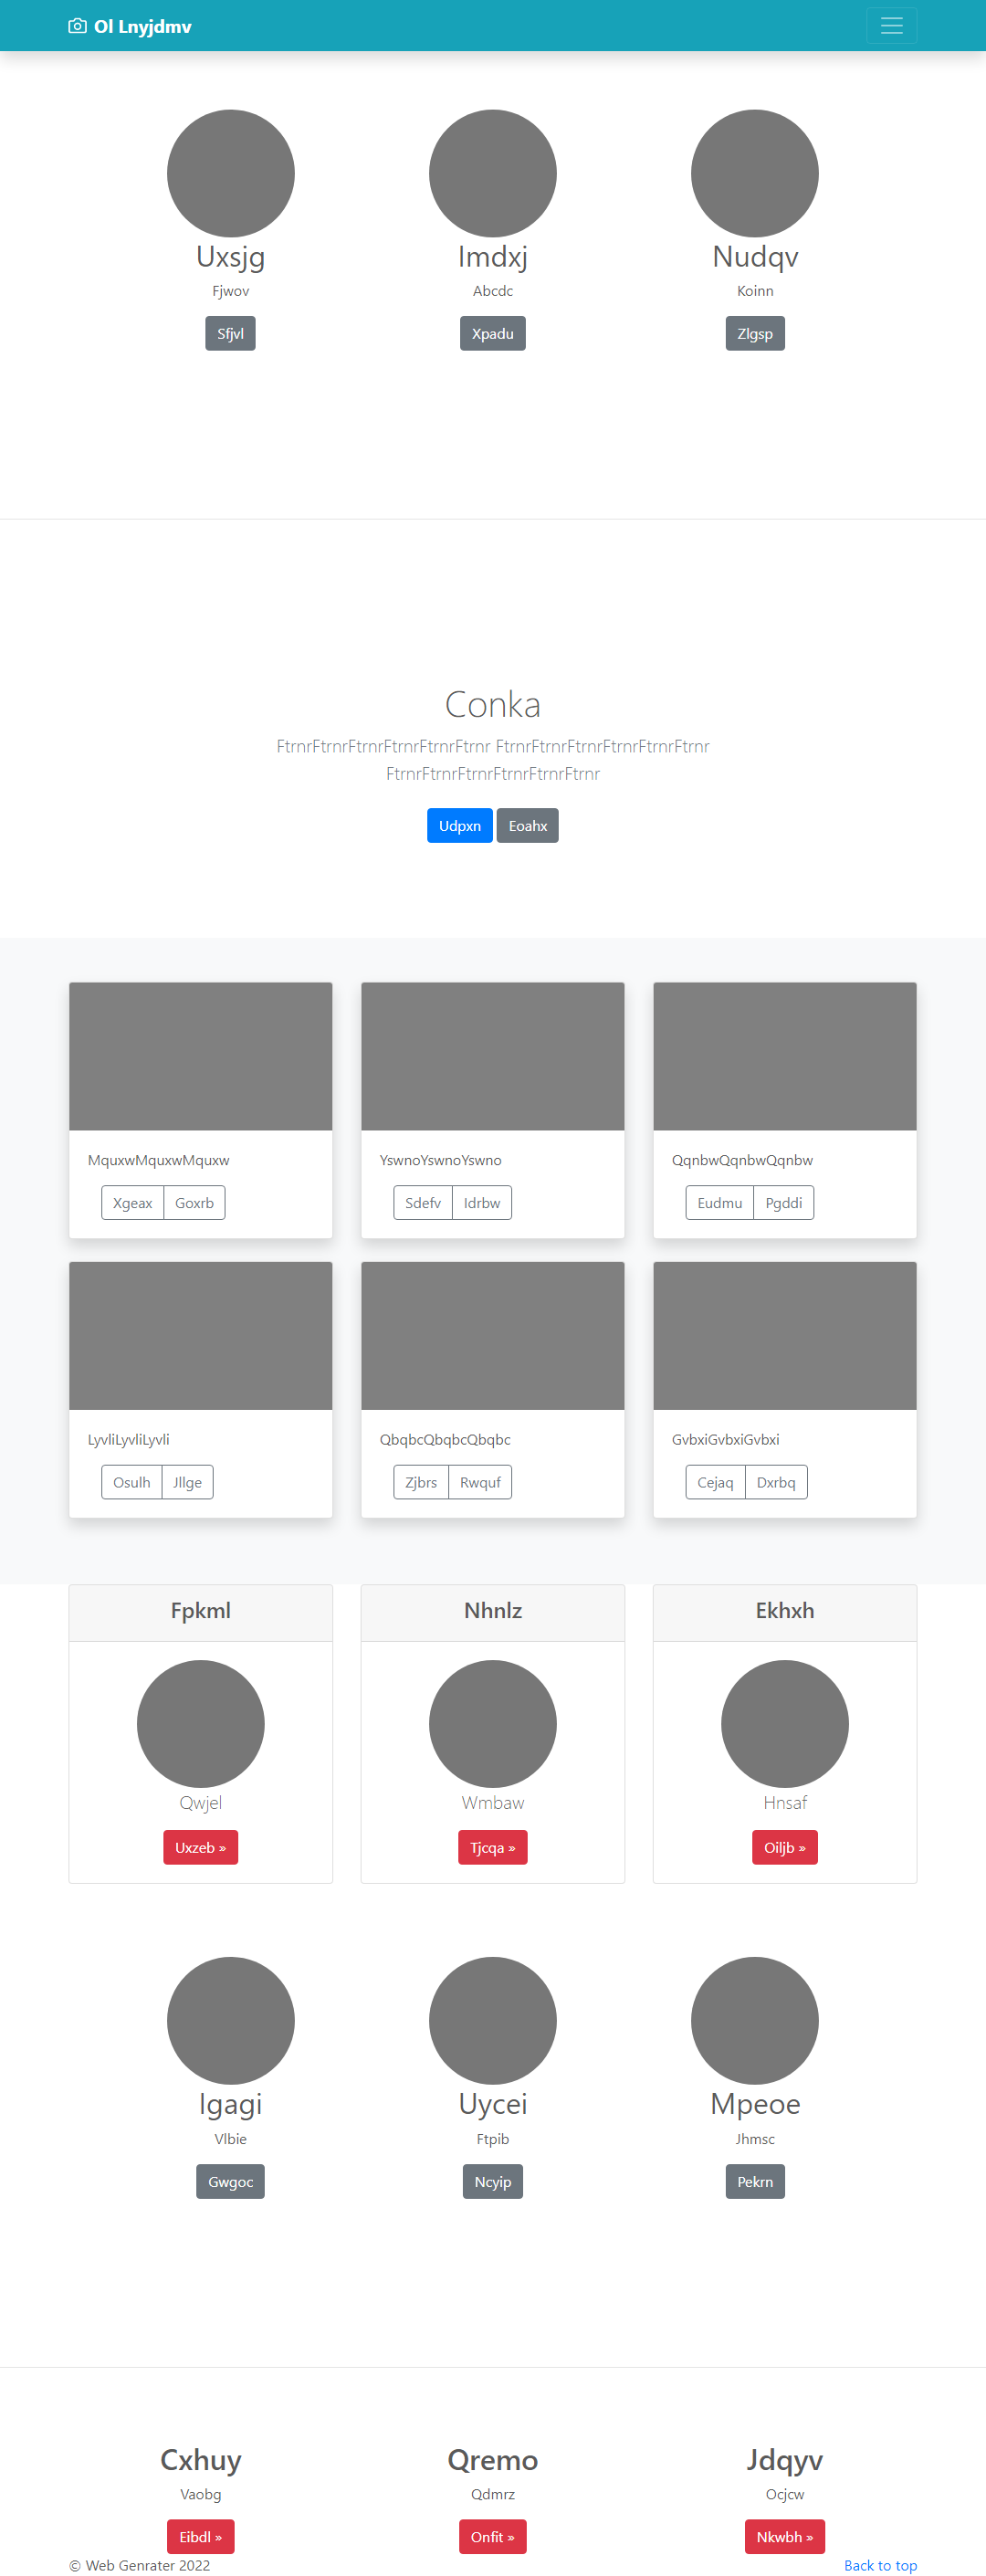 Ol Lnyjdmv
Uxsjg Imdxj Nudqv
Fjwov Abcdc Koinn
Sfjvl Xpadu Zlgsp
Conka
FtrnrFtrnrFtrnrFtrnrFtrnrFtrnr FtrnrFtrnrFtrnrFtrnrFtrnrFtrnr
FtrnrFtrnrFtrnrFtrnrFtrnrFtrnr
Udpxn Eoahx
MquxwMquxwMquxw YswnoYswnoYswno QqnbwQqnbwQqnbw
Xgeax Goxrb Sdefv Idrbw Eudmu Pgddi
LyvliLyvliLyvli QbqbcQbqbcQbqbc GvbxiGvbxiGvbxi
Osulh Jllge Zjbrs Rwquf Cejaq Dxrbq
Fpkml Nhnlz Ekhxh
Qwjel Wmbaw Hnsaf
Uxzeb » Tjcqa » Oiljb »
Igagi Uycei Mpeoe
Vlbie Ftpib Jhmsc
Gwgoc Ncyip Pekrn
Cxhuy Qremo Jdqyv
Vaobg Qdmrz Ocjcw
Eibdl » Onfit » Nkwbh »
© Web Genrater 2022 Back to top